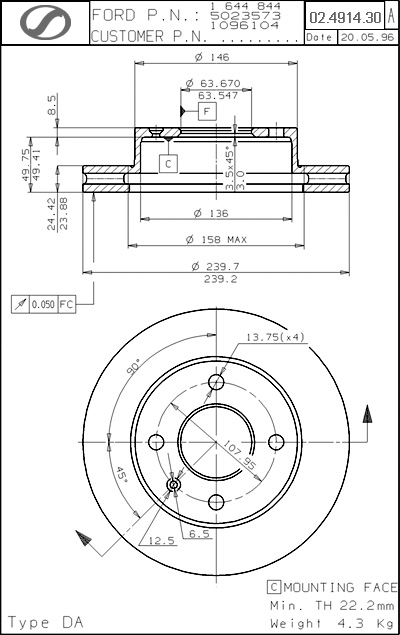 1 644 844
FORD P.N.: 5023573
1096104
CUSTOMER P.N. ..........
02.4914.30 A
Date 20.05.96
Ø 146
Ø 63.670
63.547
F
8.5
C
3.5x45°
3.0
49.75
49.41
24.42
23.88
Ø 136
Ø 158 MAX
Ø 239.7
239.2
0.050 FC
13.75(x4)
90°
107.95
45°
6.5
12.5
C MOUNTING FACE
Min. TH 22.2mm
Type DA
Weight 4.3 Kg